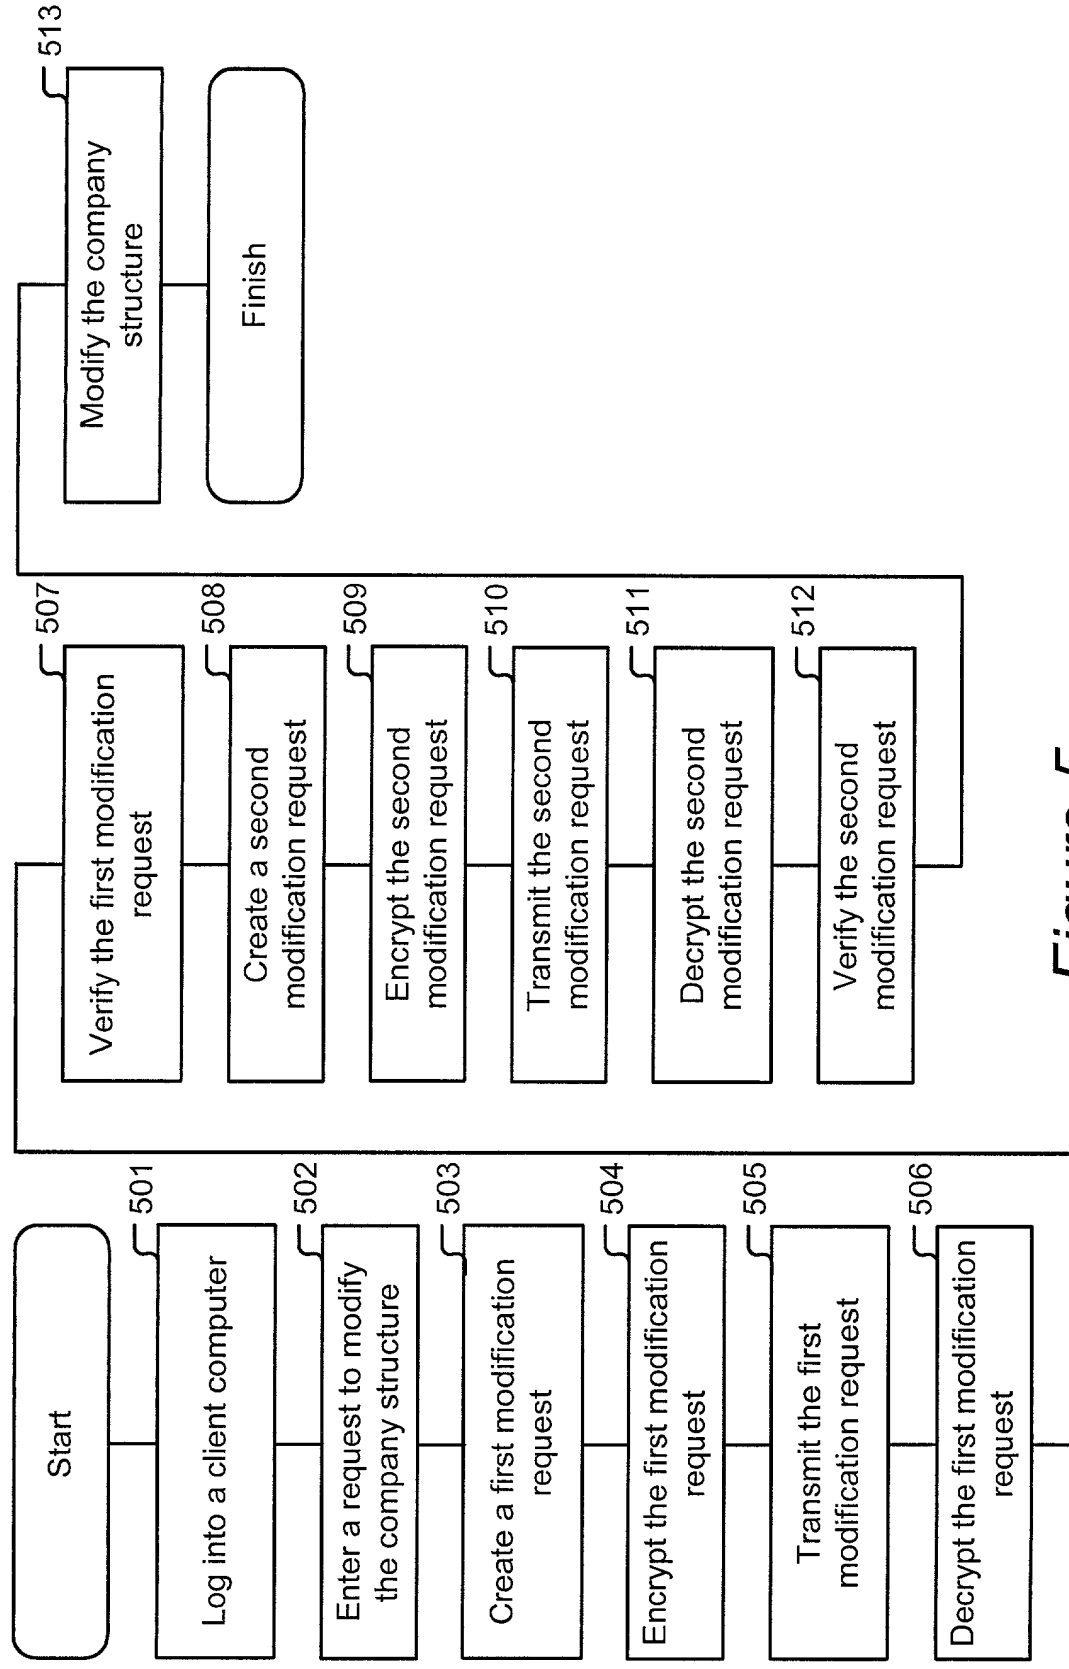 Start
501
Log into a client computer
502
Enter a request to modify
the company structure
503
Create a first modification
request
504
Encrypt the first modification
request
505
Transmit the first
modification request
506
Decrypt the first modification
request
507
Verify the first modification
request
508
Create a second
modification request
509
Encrypt the second
modification request
510
Transmit the second
modification request
511
Decrypt the second
modification request
512
Verify the second
modification request
513
Modify the company
structure
Finish
Figure 5